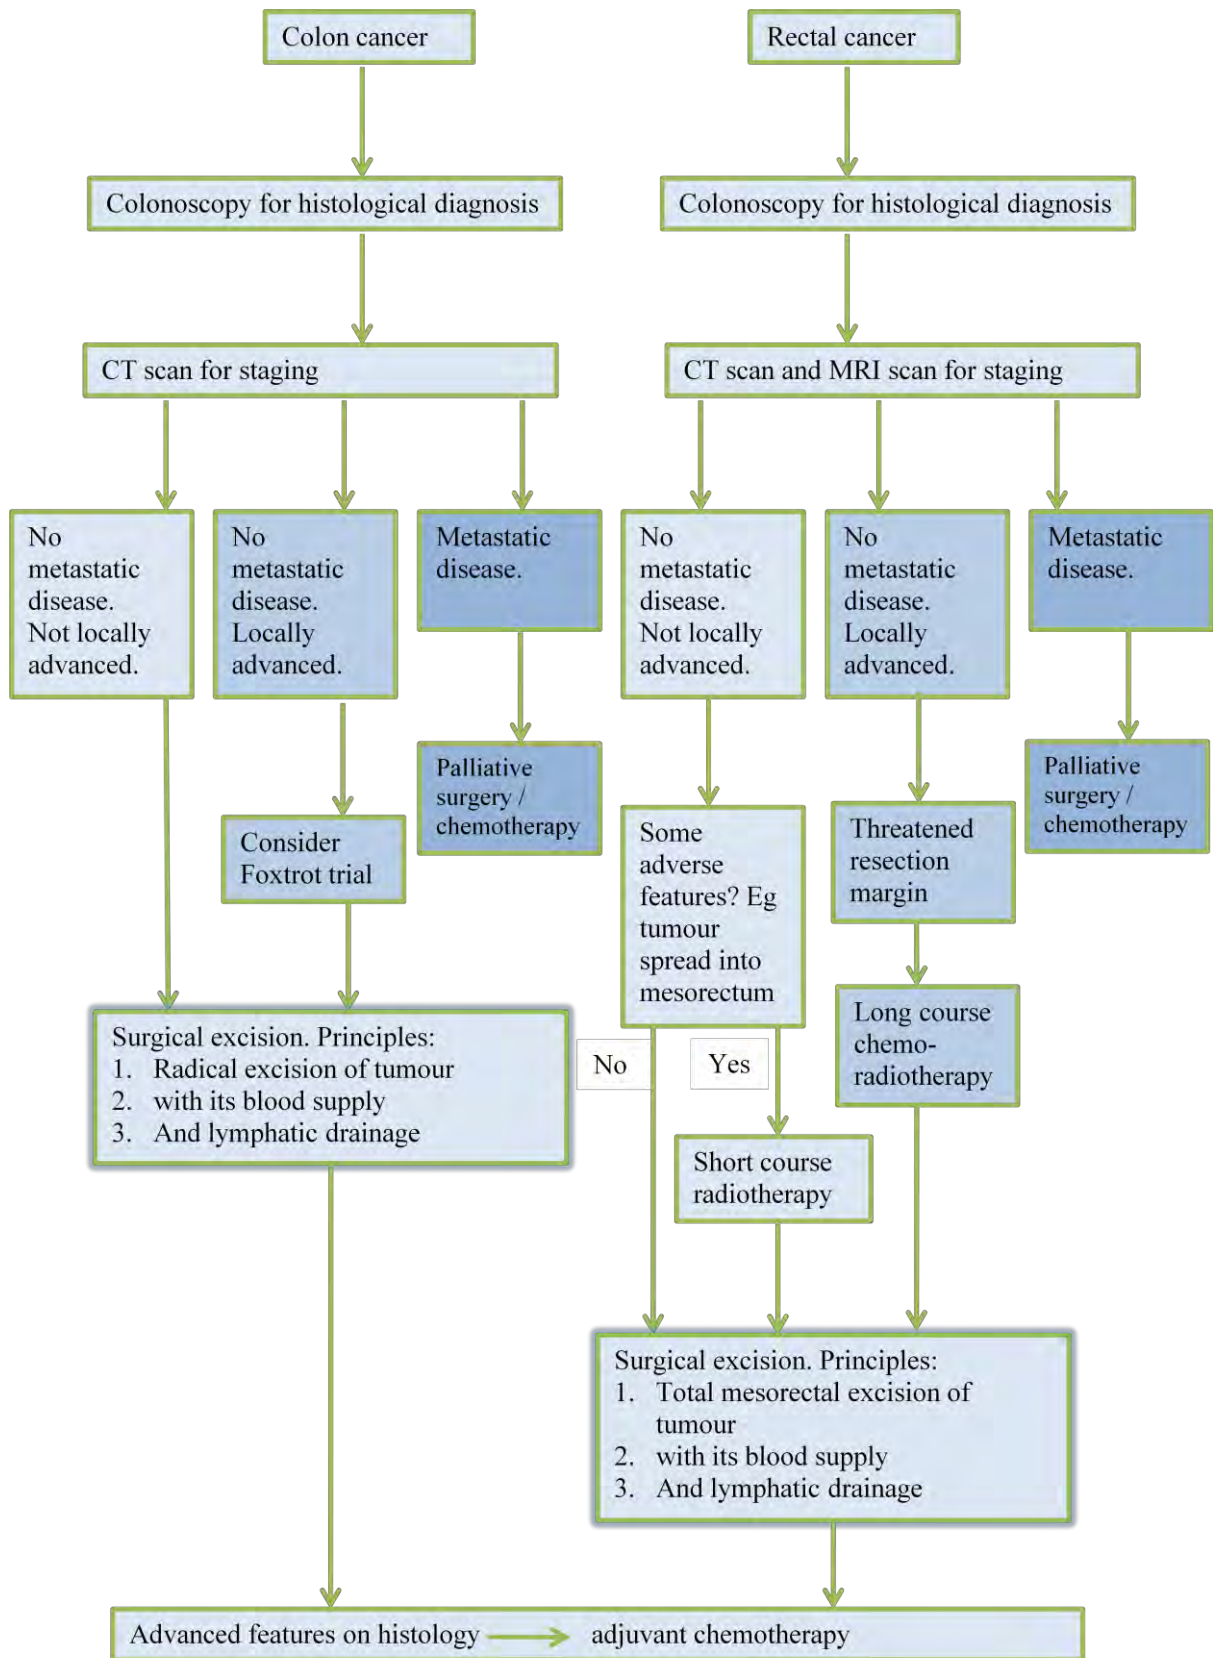 Colon cancer
Rectal cancer
Colonoscopy for histological diagnosis
Colonoscopy for histological diagnosis
CT scan for staging
CT scan and MRI scan for staging
No
metastatic
disease.
Not locally
advanced.
No
metastatic
disease.
Locally
advanced.
Metastatic
disease.
No
metastatic
disease.
Not locally
advanced.
No
metastatic
disease.
Locally
advanced.
Metastatic
disease.
Palliative
surgery /
chemotherapy
Palliative
surgery /
chemotherapy
Consider
Foxtrot trial
Some
adverse
features? Eg
tumour
spread into
mesorectum
Threatened
resection
margin
Long course
chemo-
radiotherapy
Surgical excision. Principles:
1. Radical excision of tumour
2. with its blood supply
3. And lymphatic drainage
No
Yes
Short course
radiotherapy
Surgical excision. Principles:
1. Total mesorectal excision of
tumour
2. with its blood supply
3. And lymphatic drainage
Advanced features on histology adjuvant chemotherapy